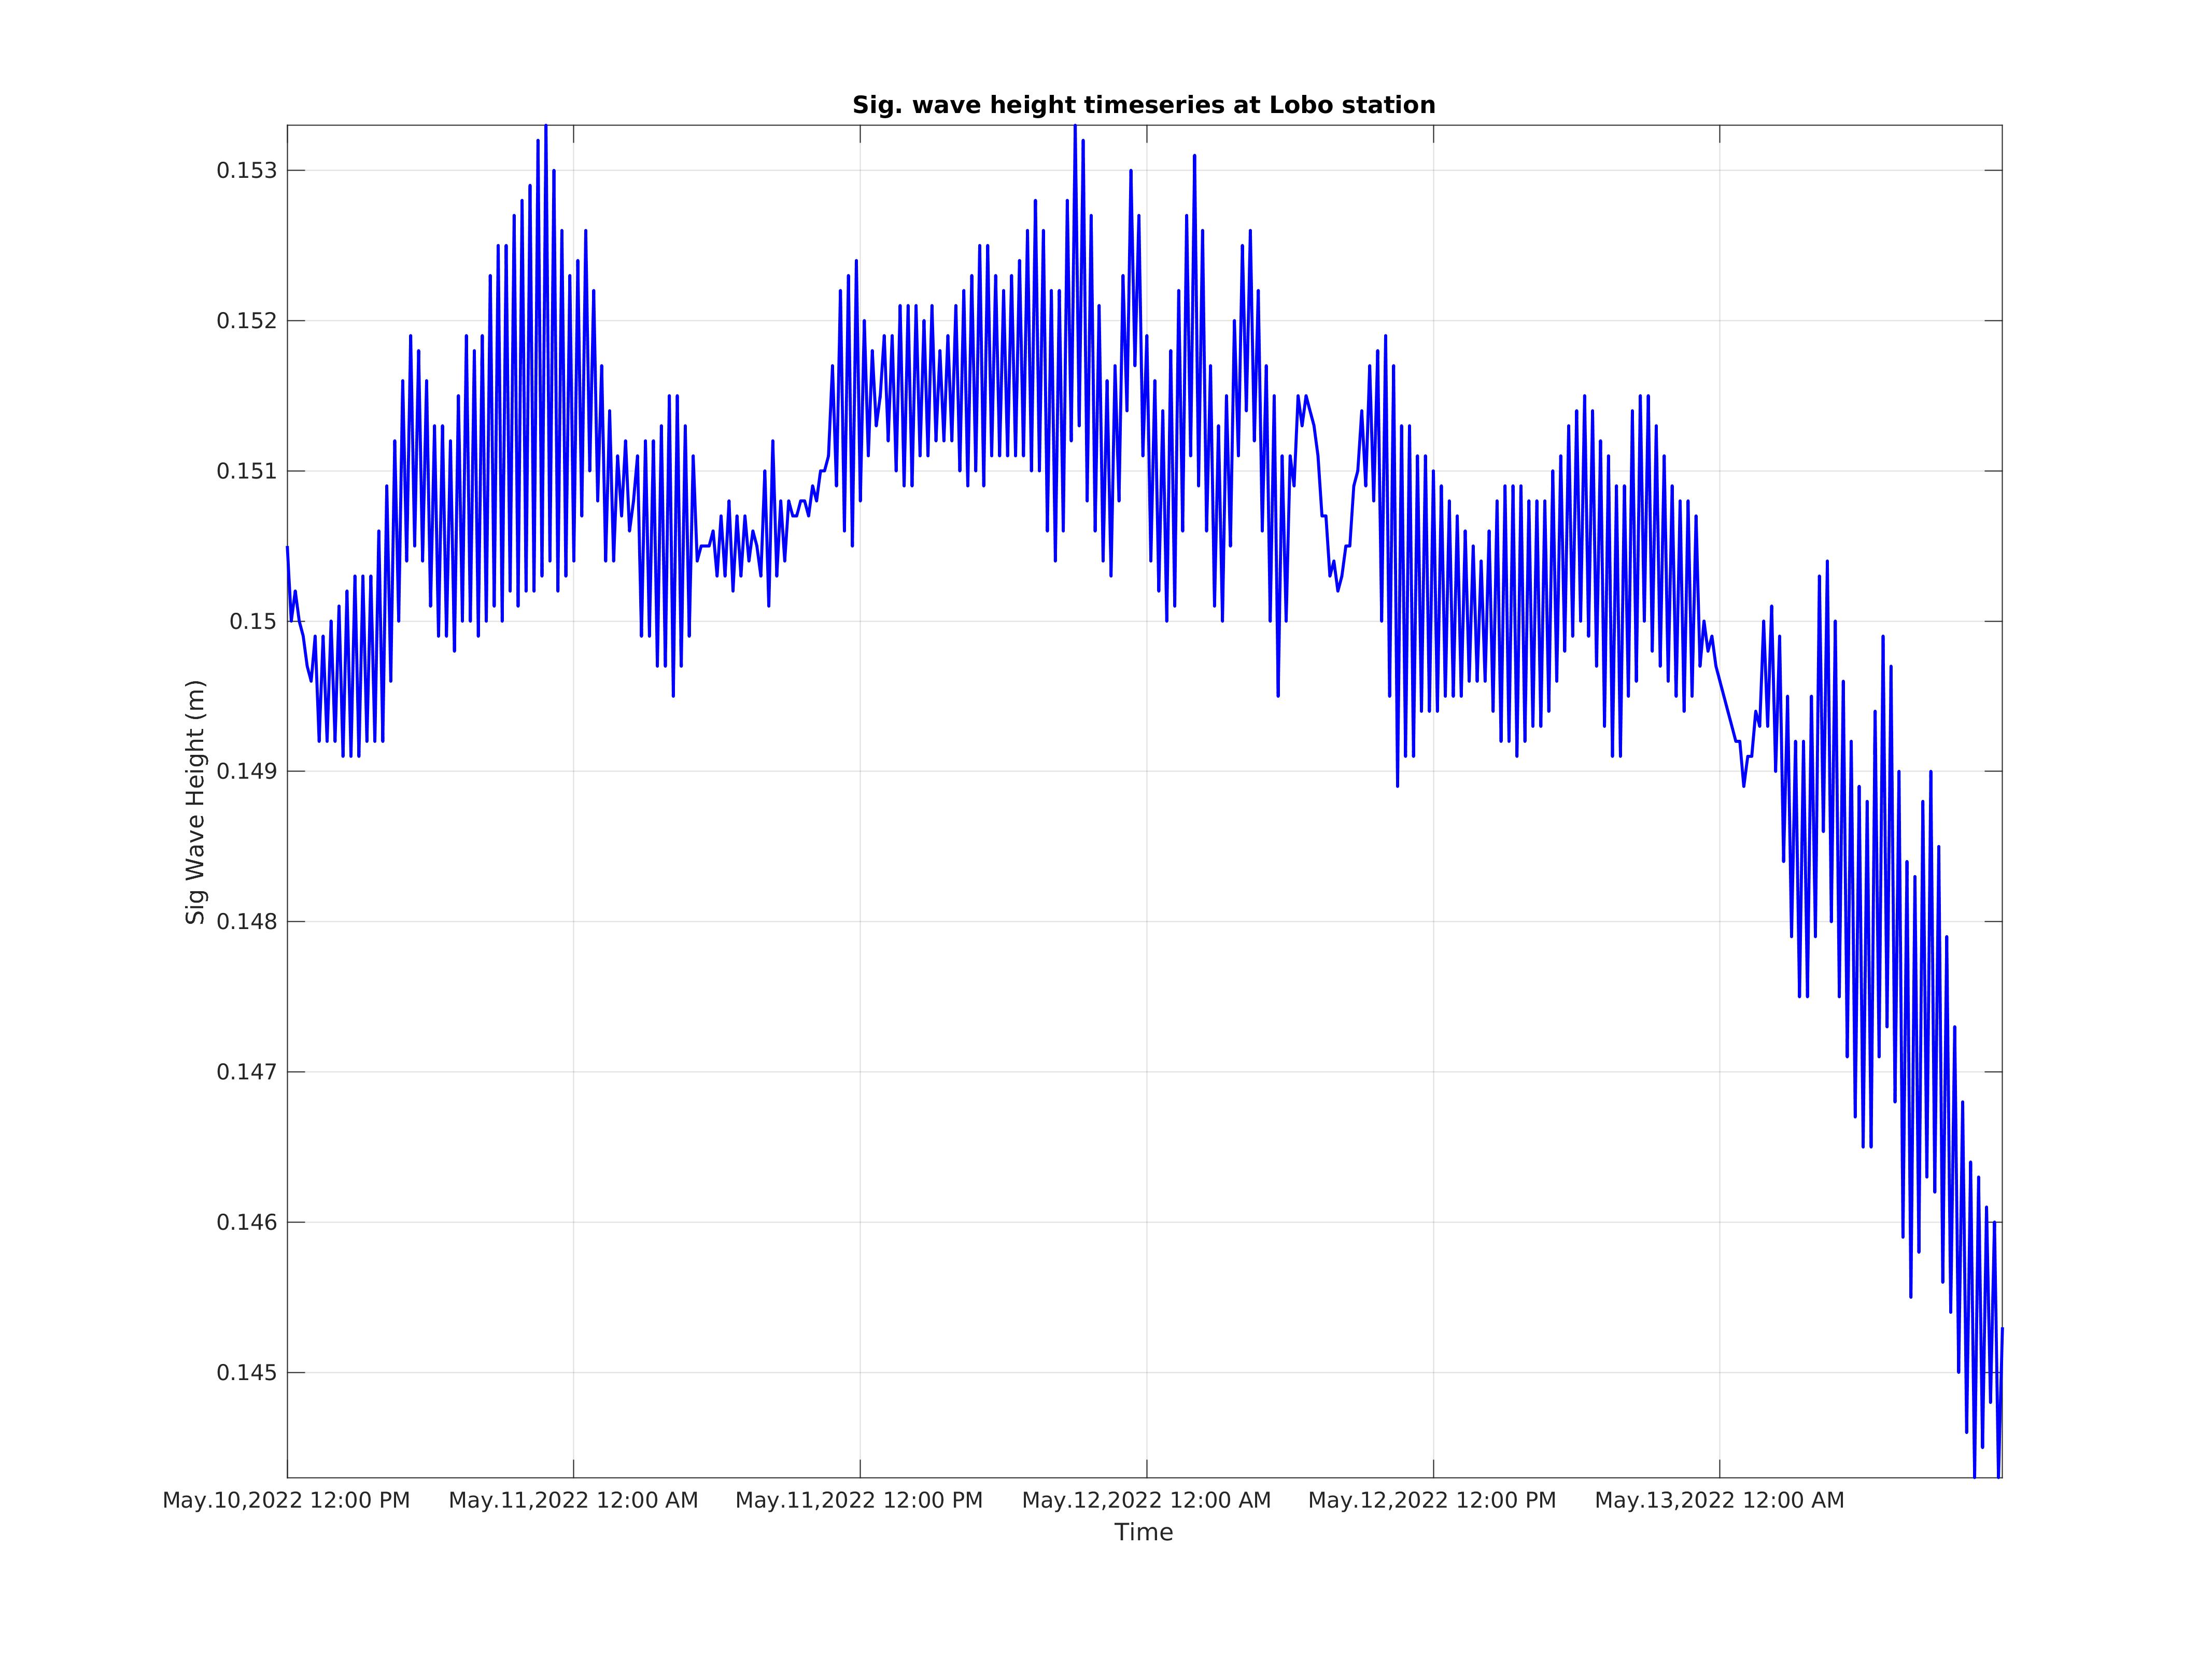 Sig. wave height timeseries at Lobo station
0.153
0.152
0.151
0.15
0.149
0.148
0.147
0.146
0.145
Sig Wave Height (m)
May.10,2022 12:00 PM
May.11,2022 12:00 AM
May.11,2022 12:00 PM
May.12,2022 12:00 AM
May.12,2022 12:00 PM
May.13,2022 12:00 AM
Time